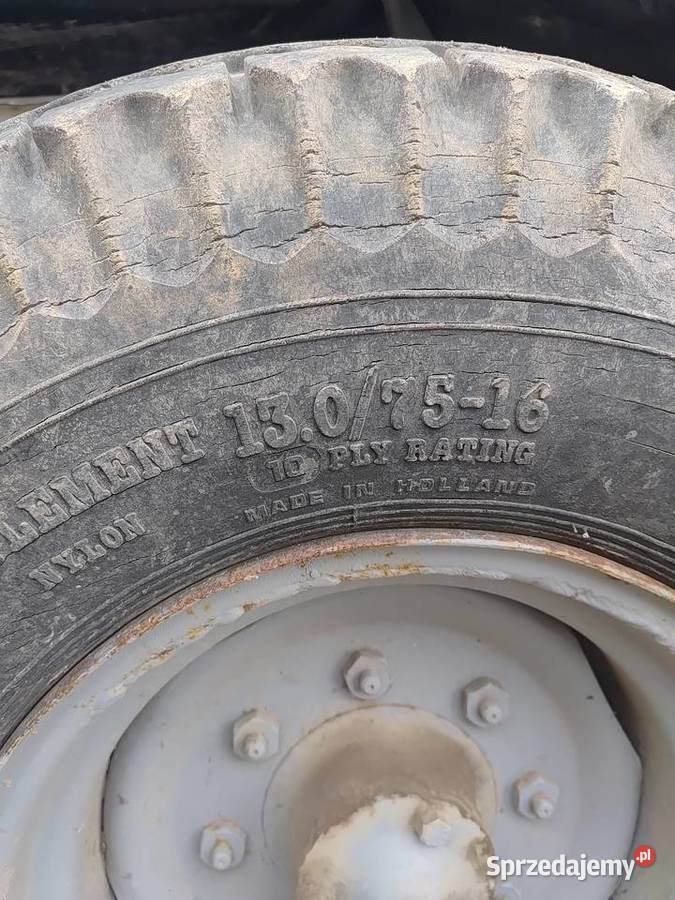 LEMENT 13.0/75-16
10 PLY RATING
NYLON
MADE IN HOLLAND
Sprzedajemy.pl